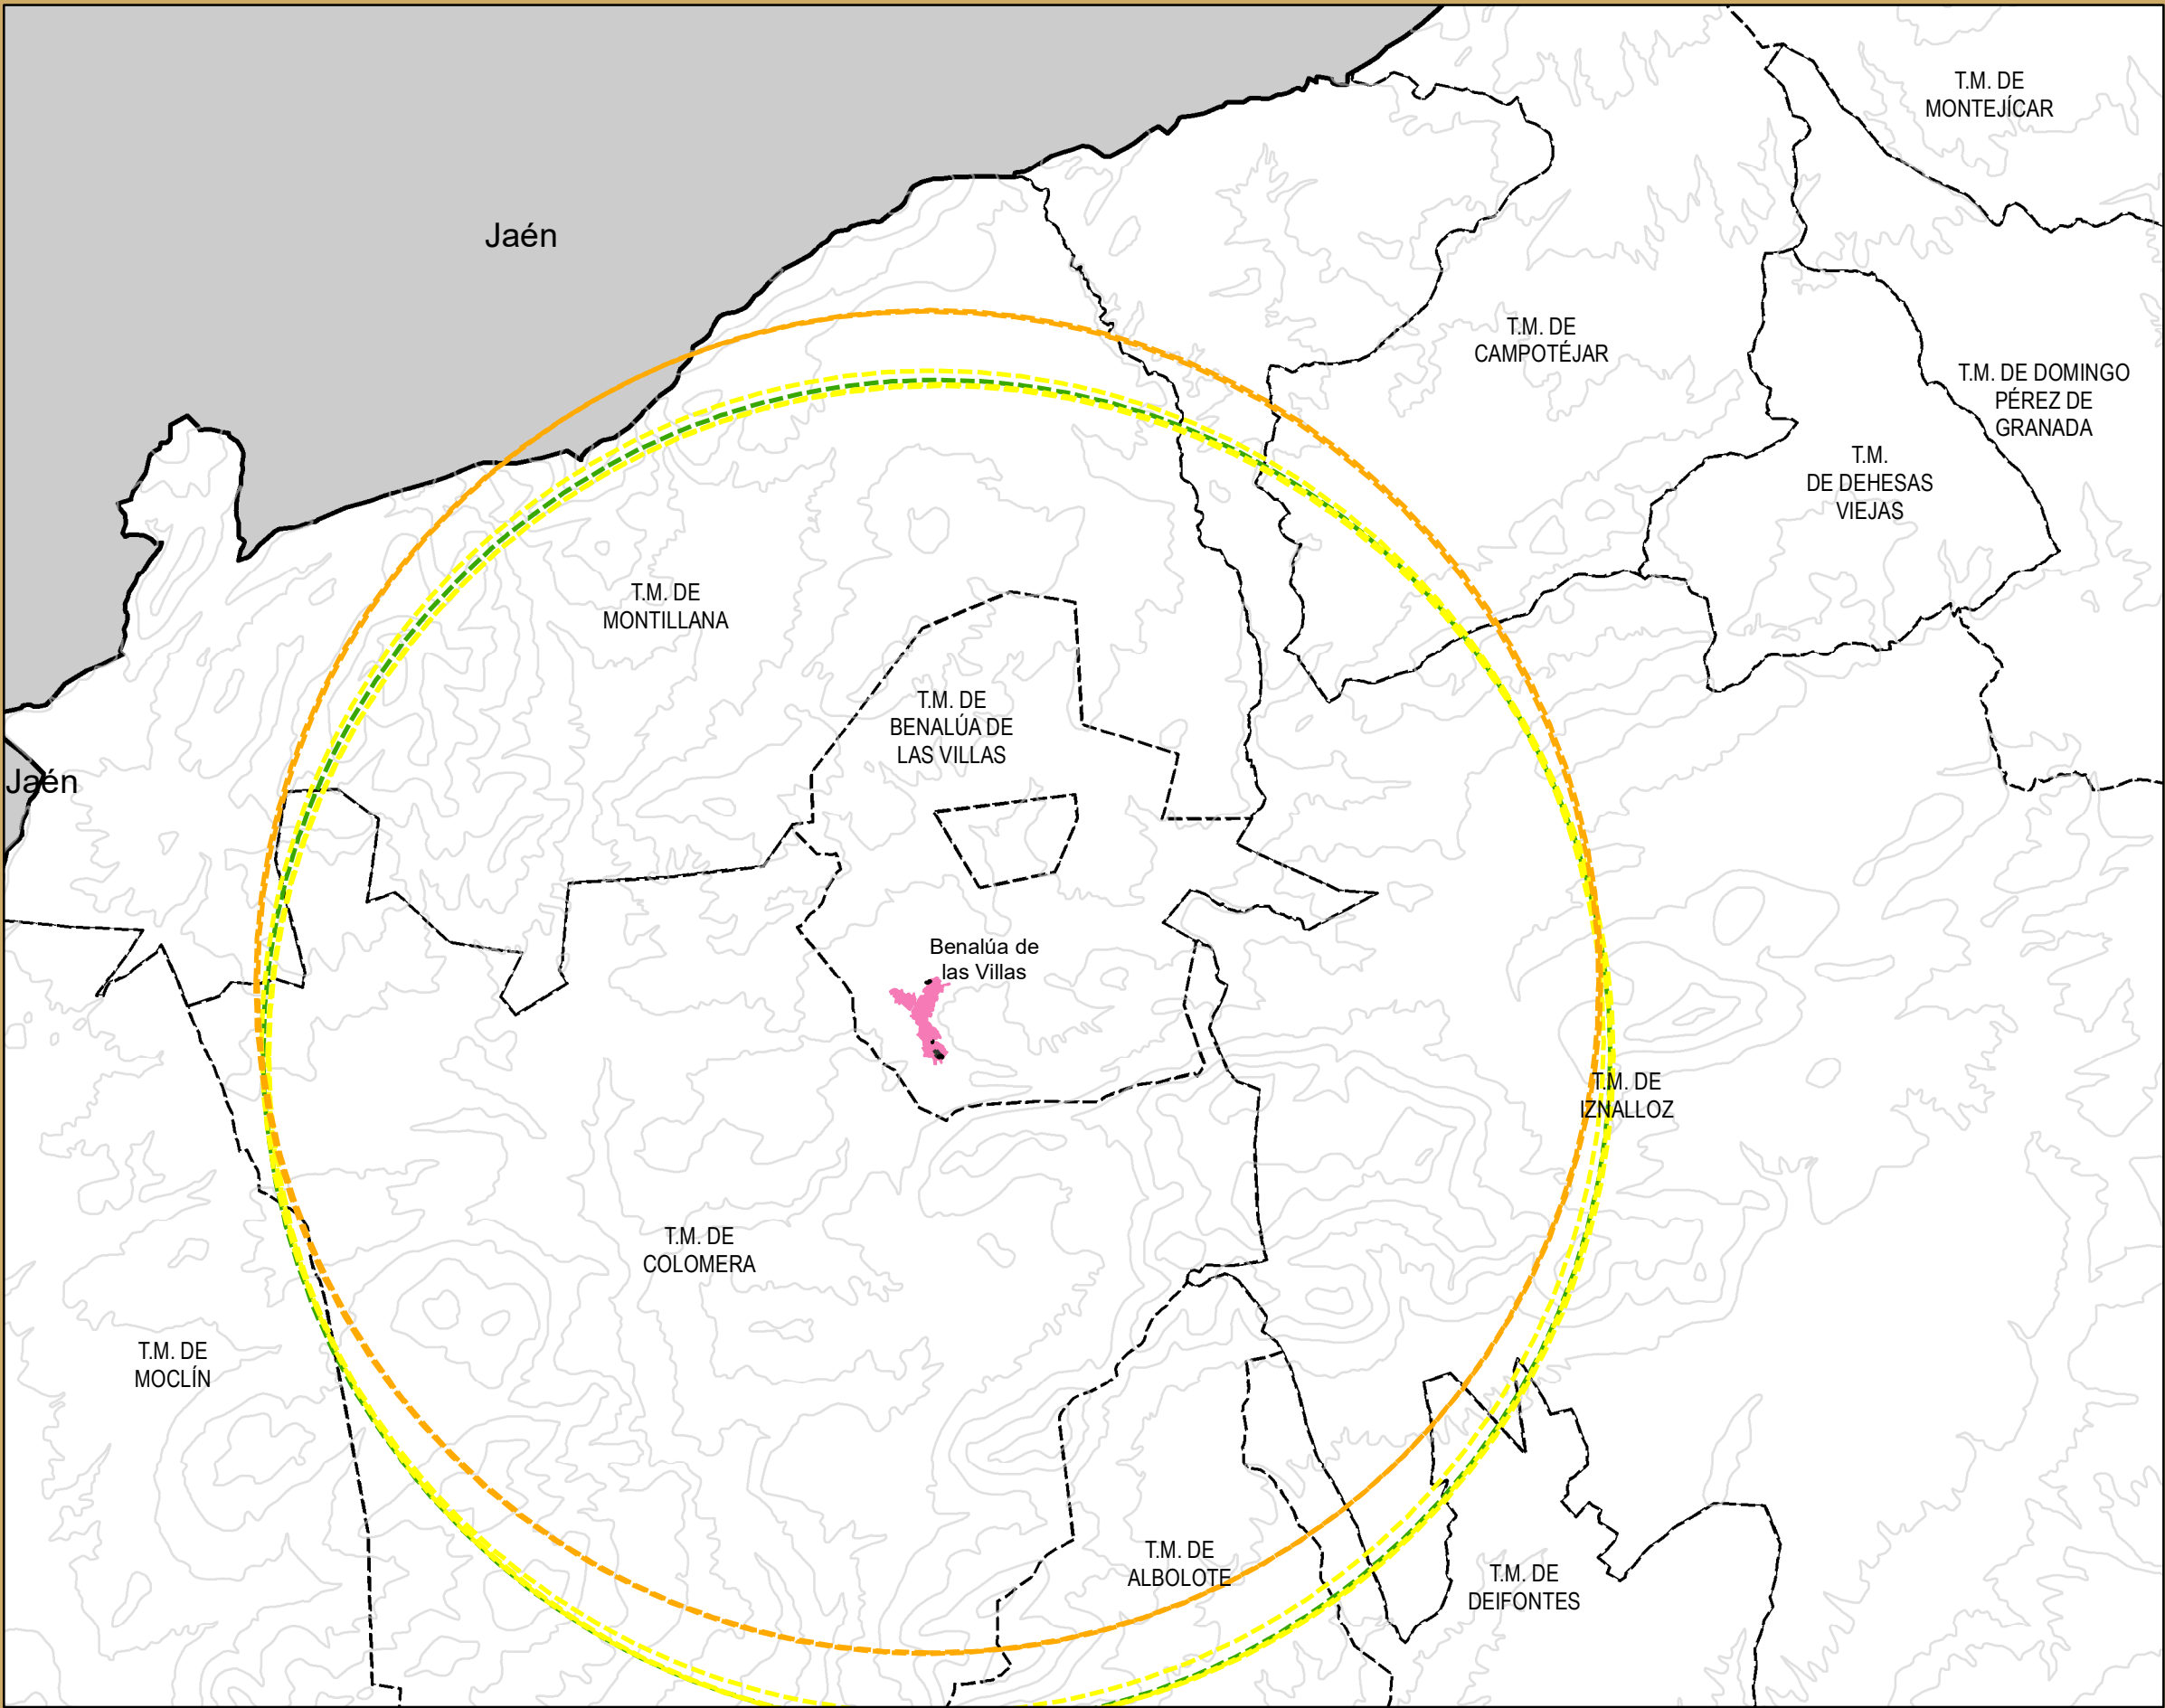 T.M. DE
MONTEJÍCAR
Jaén
T.M. DE
CAMPOTÉJAR
T.M. DE DOMINGO
PÉREZ DE
GRANADA
T.M.
DE DEHESAS
VIEJAS
T.M. DE
MONTILLANA
T.M. DE
BENALÚA DE
LAS VILLAS
Jaén
Benalúa de
las Villas
T.M. DE
IZNALLOZ
T.M. DE
COLOMERA
T.M. DE
MOCLÍN
T.M. DE
ALBOLOTE
T.M. DE
DEIFONTES